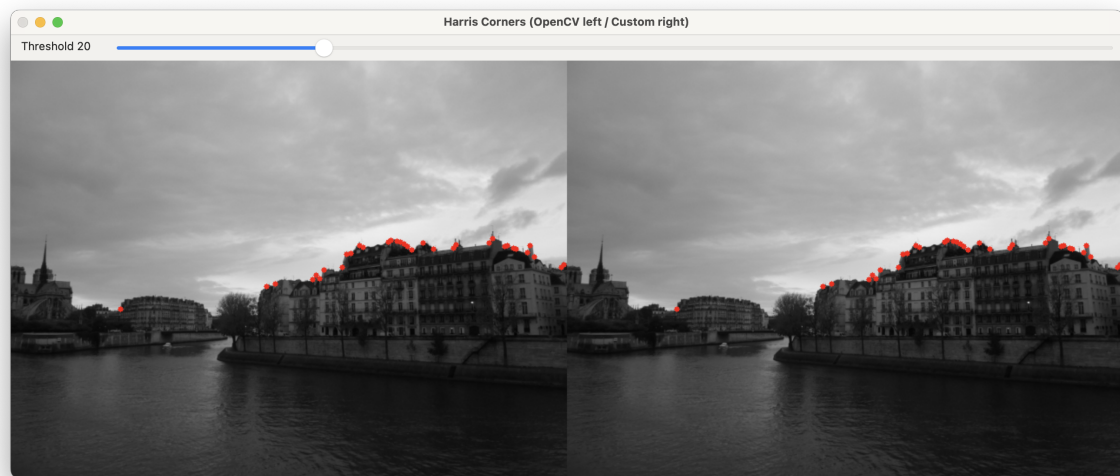 Harris Corners (OpenCV left / Custom right)
Threshold 20